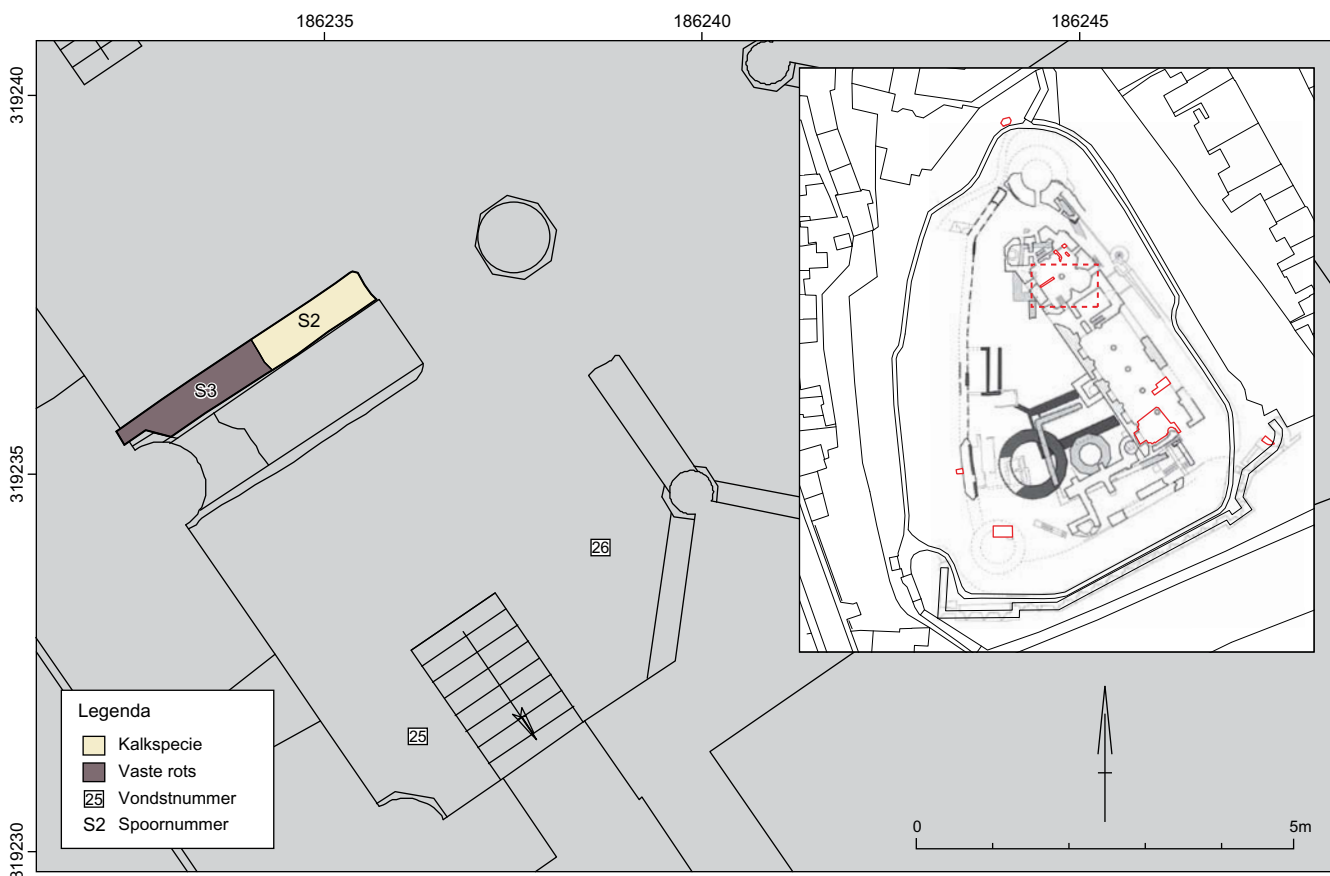 186235
186240
186245
319240
319235
319230
S2
S3
26
25
Legenda
Kalkspecie
Vaste rots
25 Vondstnummer
S2 Spoornummer
0
5m